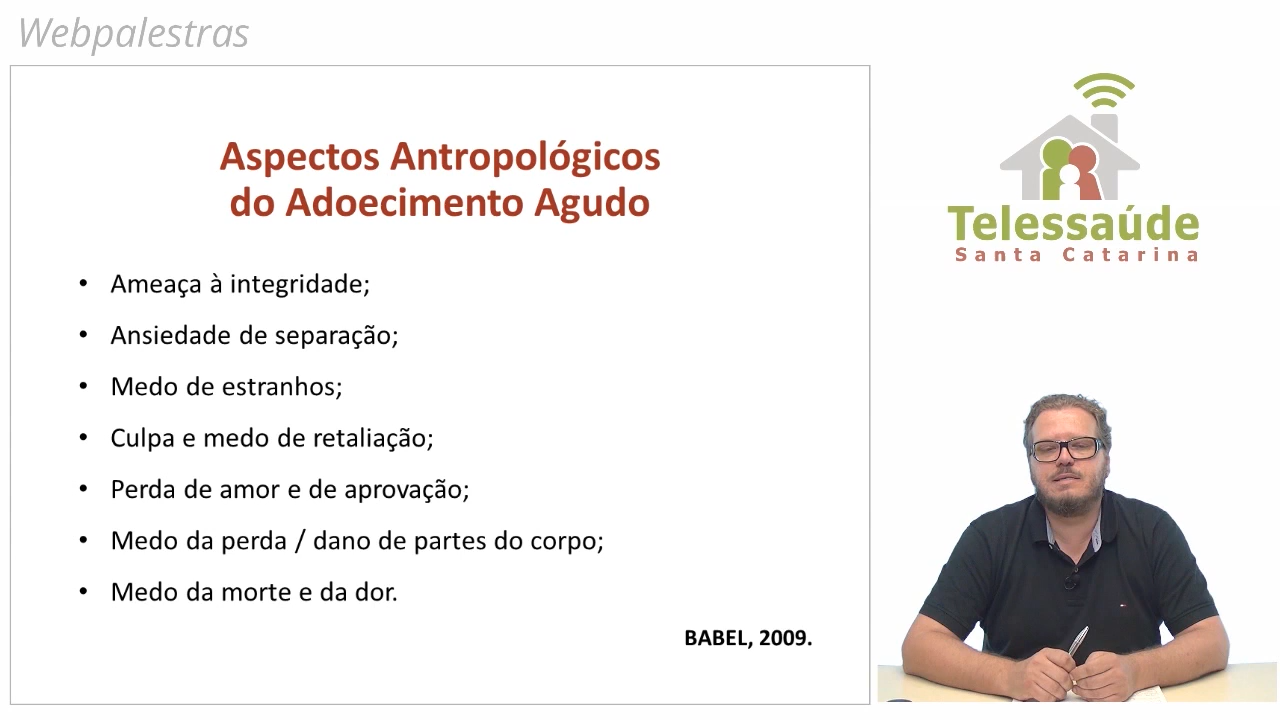 Webpalestras
Aspectos Antropológicos
do Adoecimento Agudo
• Ameaça à integridade;
• Ansiedade de separação;
• Medo de estranhos;
• Culpa e medo de retaliação;
• Perda de amor e de aprovação;
• Medo da perda / dano de partes do corpo;
• Medo da morte e da dor.
BABEL, 2009.
Telessaúde
Santa Catarina